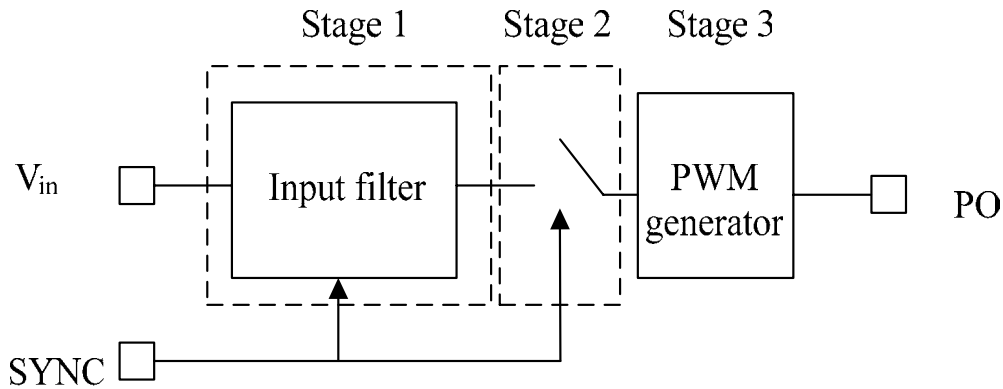 Stage 1
Stage 2
Stage 3
Vin
Input filter
PWM
generator
PO
SYNC